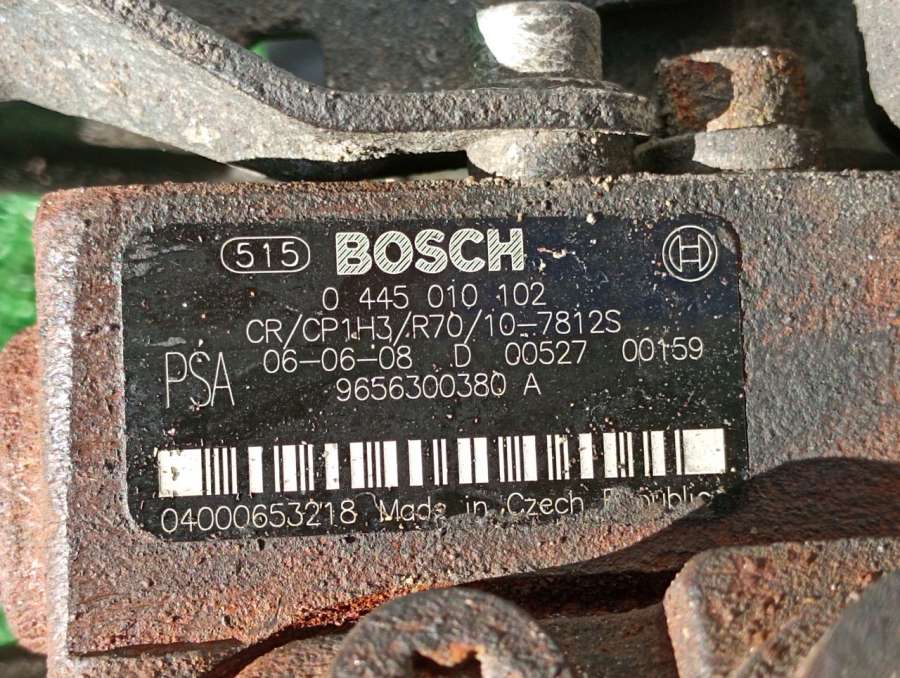 515 BOSCH
0 445 010 102
CR/CP1H3/R70/10-7812S
PSA 06-06-08 D 00527 00159
9656300380 A
04000653218 Made in Czech Republic